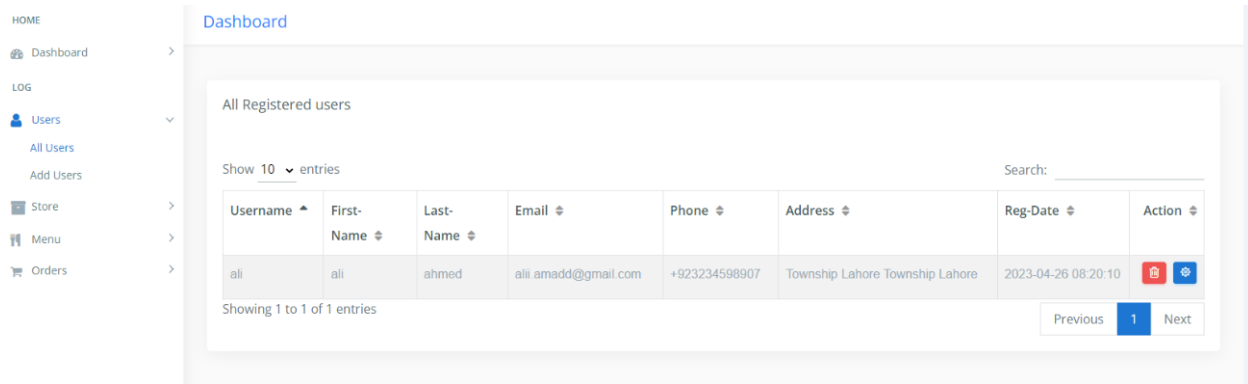 HOME
Dashboard
Dashboard
LOG
Users
All Users
Add Users
Store
Menu
Orders
All Registered users
Show 10 entries
Search:
Username First- Last- Email Phone Address Reg-Date Action
Name Name
ali ali ahmed alii.amadd@gmail.com +923234598907 Township Lahore Township Lahore 2023-04-26 08:20:10
Showing 1 to 1 of 1 entries
Previous 1 Next